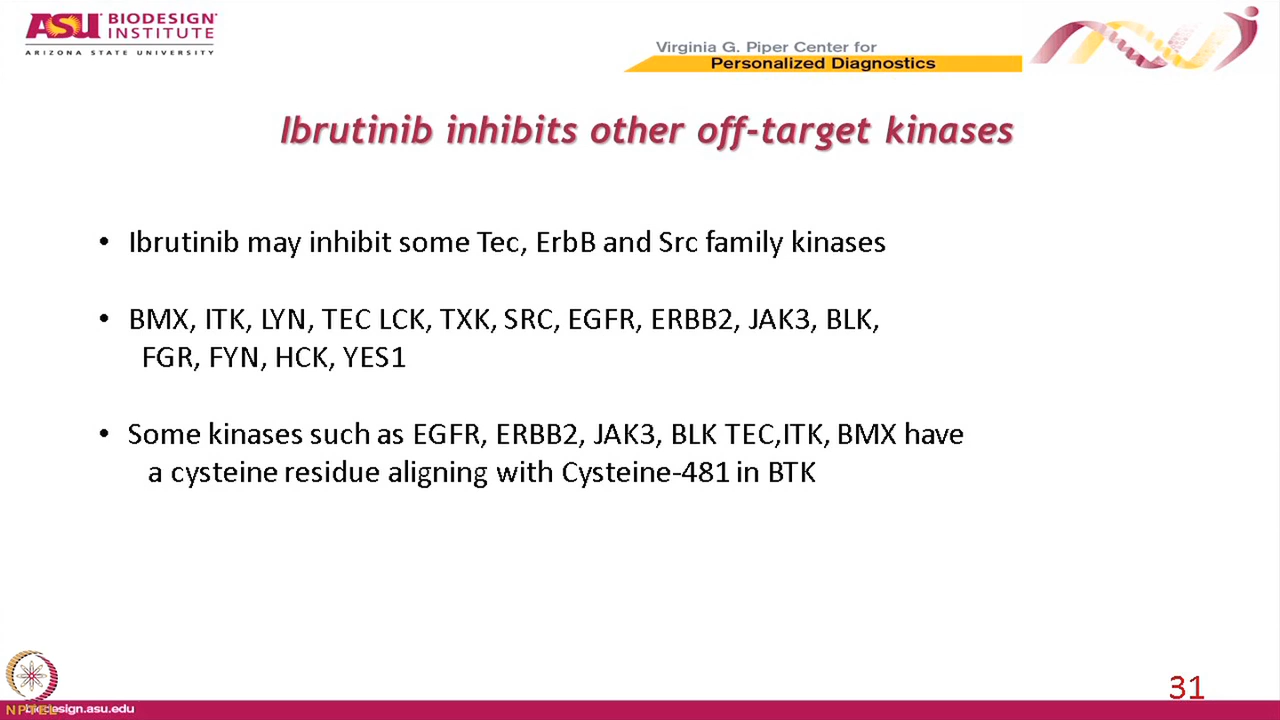 ASU BIODESIGN INSTITUTE
ARIZONA STATE UNIVERSITY
Virginia G. Piper Center for
Personalized Diagnostics
Ibrutinib inhibits other off-target kinases
• Ibrutinib may inhibit some Tec, ErbB and Src family kinases
• BMX, ITK, LYN, TEC LCK, TXK, SRC, EGFR, ERBB2, JAK3, BLK,
FGR, FYN, HCK, YES1
• Some kinases such as EGFR, ERBB2, JAK3, BLK TEC,ITK, BMX have
a cysteine residue aligning with Cysteine-481 in BTK
31
biodesign.asu.edu
NPTEL